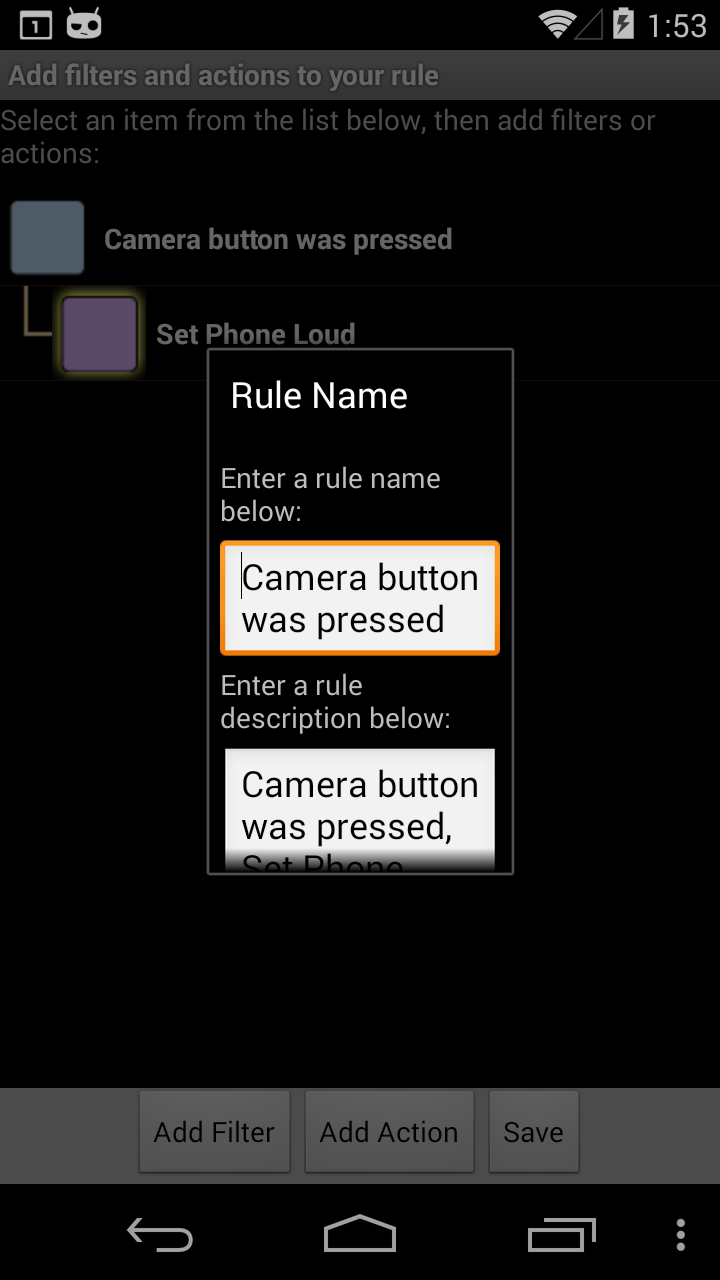 1
1:53
Add filters and actions to your rule
Select an item from the list below, then add filters or
actions:
Camera button was pressed
Set Phone Loud
Rule Name
Enter a rule name
below:
Camera button
was pressed
Enter a rule
description below:
Camera button
was pressed,
Set Phone
Add Filter
Add Action
Save